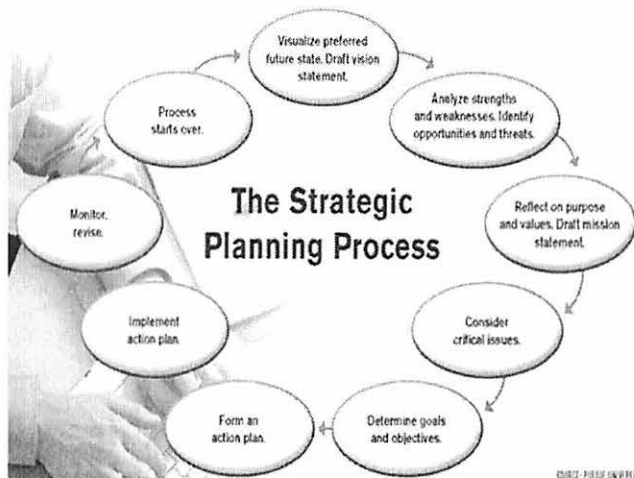 Visualize preferred
future state. Draft vision
statement.
Analyze strengths
and weaknesses. Identify
opportunities and threats.
Reflect on purpose
and values. Draft mission
statement.
Consider
critical issues.
Determine goals
and objectives.
Form an
action plan.
Implement
action plan.
Monitor,
revise.
Process
starts over.
The Strategic
Planning Process